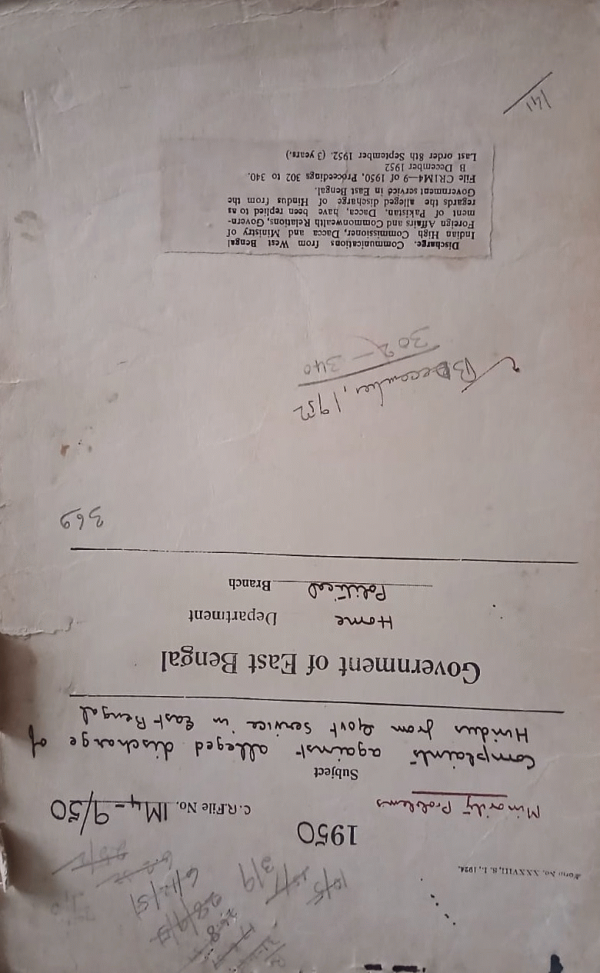 Form No. XXXVIII, B. I., 1924.
1950
Minority Problems
C.R.File No. IM4-9/50
Subject
Complaints against alleged discharge of
Hindus from Govt service in East Bengal
Government of East Bengal
Home Department
Political Branch
369
B December, 1952
302 - 340
Discharge. Communications from West Bengal
Indian High Commissioner, Dacca and Ministry of
Foreign Affairs and Commonwealth Relations, Govern-
ment of Pakistan, Dacca, have been replied to as
regards the alleged discharge of Hindus from the
Government service in East Bengal.
File CR1M4—9 of 1950, Proceedings 302 to 340.
B December 1952
Last order 8th September 1952. (3 years.)
141